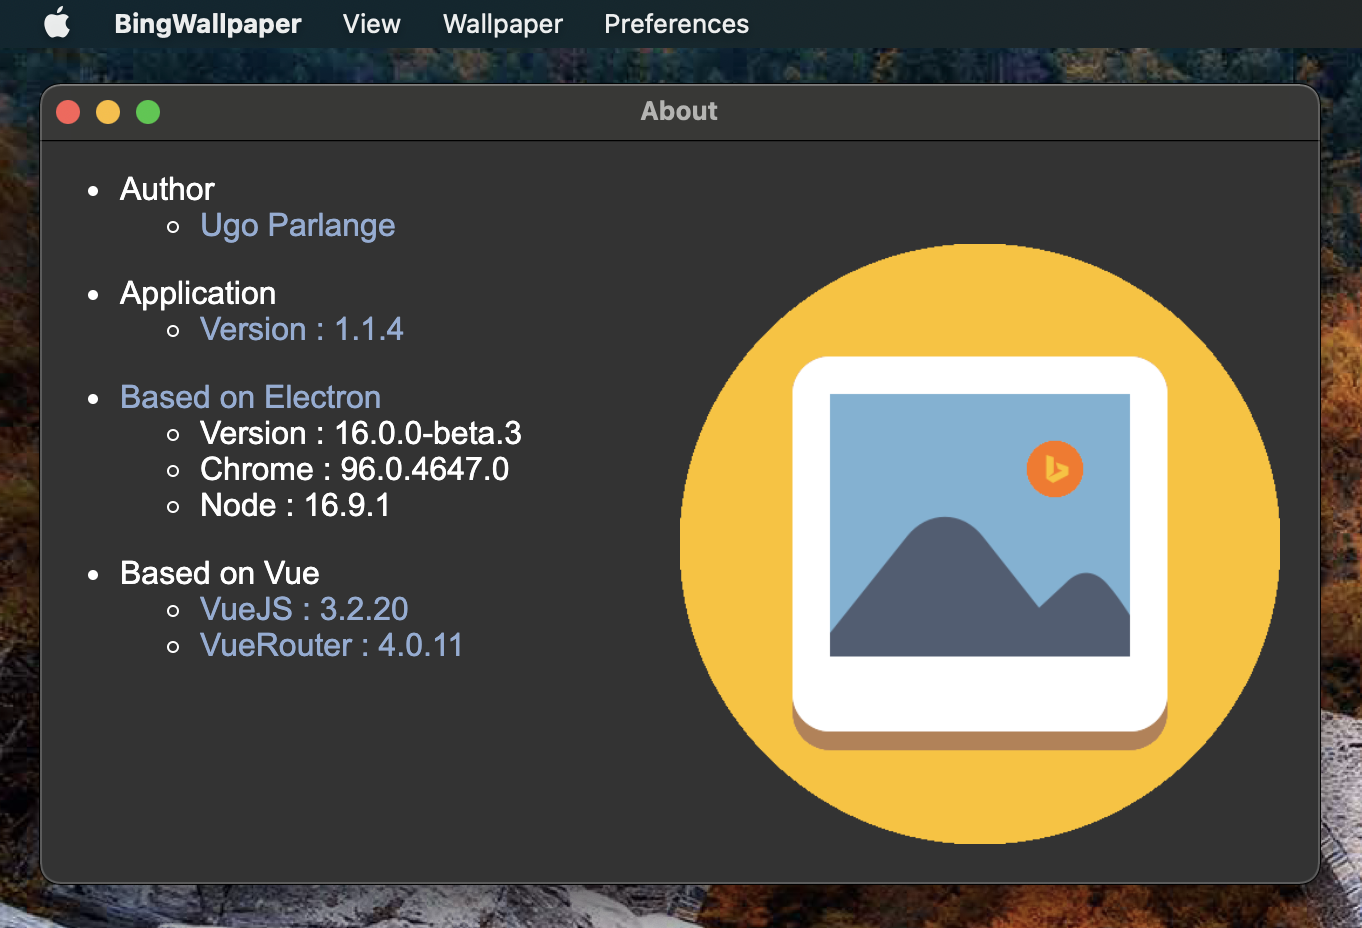 BingWallpaper View Wallpaper Preferences
About
Author
Ugo Parlange
Application
Version : 1.1.4
Based on Electron
Version : 16.0.0-beta.3
Chrome : 96.0.4647.0
Node : 16.9.1
Based on Vue
VueJS : 3.2.20
VueRouter : 4.0.11